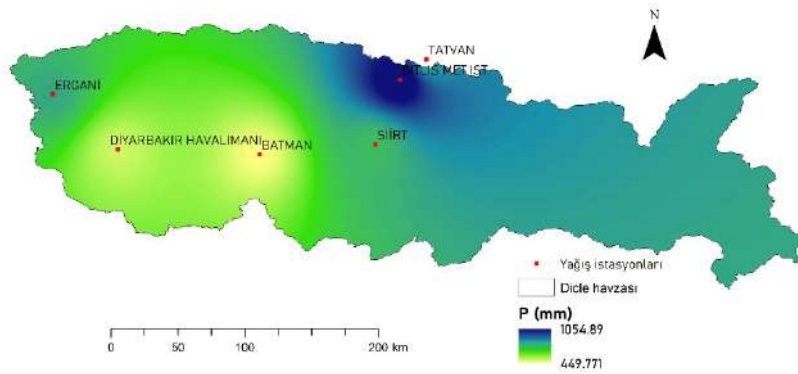 N
TATVAN
BİTLİS MET İST
ERGANİ
SİİRT
DİYARBAKIR HAVALİMANI
BATMAN
Yağış istasyonları
Dicle havzası
P (mm)
1054.89
449.771
0 50 100 200 km